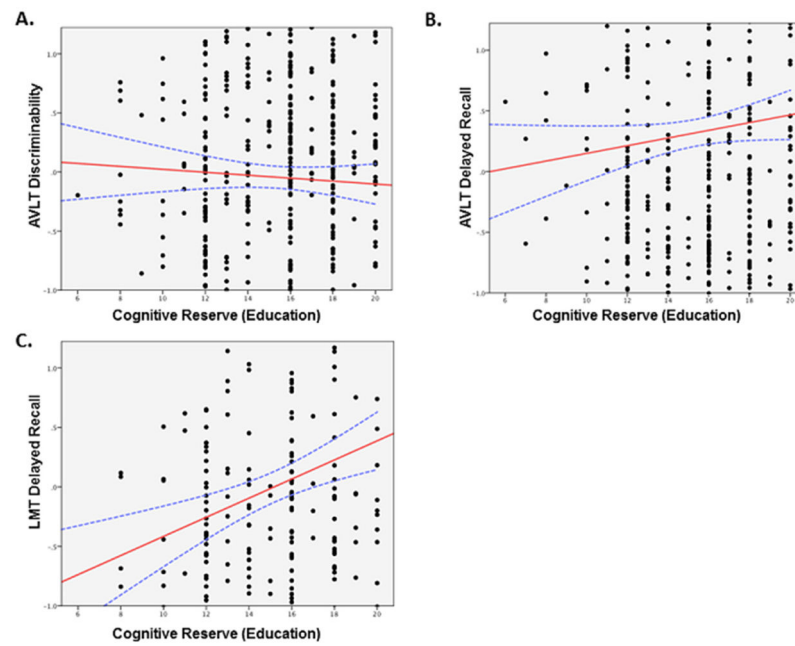 A.
AVLT Discriminability
1.0
.5
.0
-.5
-1.0
6 8 10 12 14 16 18 20
Cognitive Reserve (Education)
B.
AVLT Delayed Recall
1.0
.5
.0
-.5
-1.0
6 8 10 12 14 16 18 20
Cognitive Reserve (Education)
C.
LMT Delayed Recall
1.0
.5
.0
-.5
-1.0
6 8 10 12 14 16 18 20
Cognitive Reserve (Education)